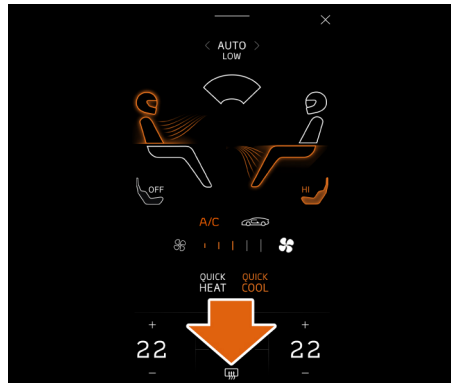 AUTO
LOW
OFF
HI
A/C
QUICK HEAT
QUICK COOL
+ +
22 22
- -